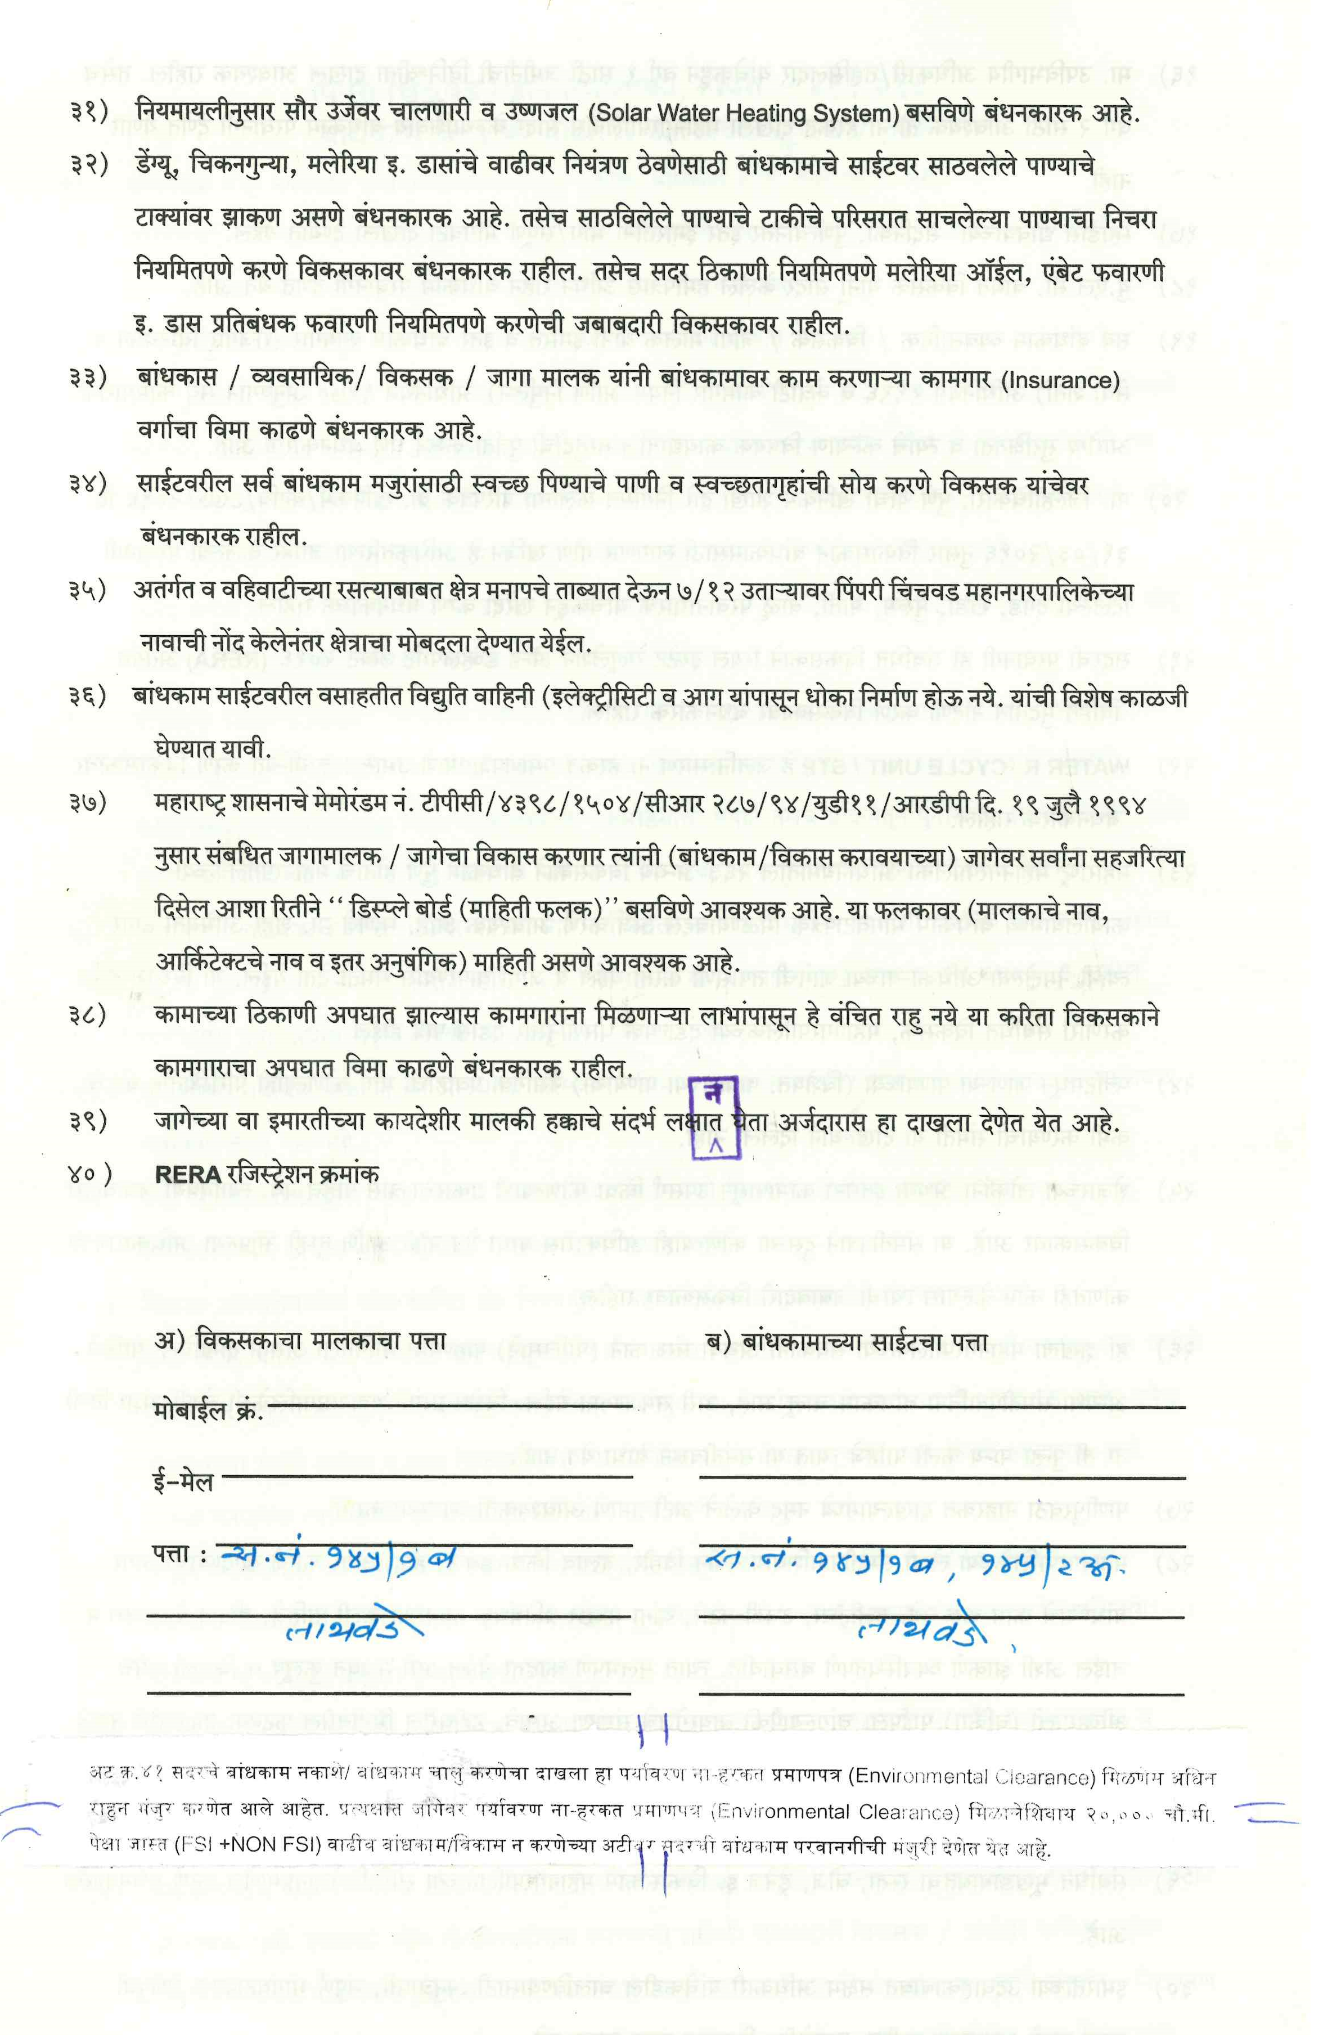 ३१) नियमायलीनुसार सौर उर्जेवर चालणारी व उष्णजल (Solar Water Heating System) बसविणे बंधनकारक आहे.
३२) डेंग्यू, चिकनगुन्या, मलेरिया इ. डासांचे वाढीवर नियंत्रण ठेवणेसाठी बांधकामाचे साईटवर साठवलेले पाण्याचे
टाक्यांवर झाकण असणे बंधनकारक आहे. तसेच साठविलेले पाण्याचे टाकीचे परिसरात साचलेल्या पाण्याचा निचरा
नियमितपणे करणे विकसकावर बंधनकारक राहील. तसेच सदर ठिकाणी नियमितपणे मलेरिया ऑईल, एंबेट फवारणी
इ. डास प्रतिबंधक फवारणी नियमितपणे करणेची जबाबदारी विकसकावर राहील.
३३) बांधकास / व्यवसायिक/ विकसक / जागा मालक यांनी बांधकामावर काम करणाऱ्या कामगार (Insurance)
वर्गाचा विमा काढणे बंधनकारक आहे.
३४) साईटवरील सर्व बांधकाम मजुरांसाठी स्वच्छ पिण्याचे पाणी व स्वच्छतागृहांची सोय करणे विकसक यांचेवर
बंधनकारक राहील.
३५) अतंर्गत व वहिवाटीच्या रसत्याबाबत क्षेत्र मनापचे ताब्यात देऊन ७/१२ उताऱ्यावर पिंपरी चिंचवड महानगरपालिकेच्या
नावाची नोंद केलेनंतर क्षेत्राचा मोबदला देण्यात येईल.
३६) बांधकाम साईटवरील वसाहतीत विद्युति वाहिनी (इलेक्ट्रीसिटी व आग यांपासून धोका निर्माण होऊ नये. यांची विशेष काळजी
घेण्यात यावी.
३७) महाराष्ट्र शासनाचे मेमोरंडम नं. टीपीसी/४३९८/१५०४/सीआर २८७/९४/युडी११/आरडीपी दि. १९ जुलै १९९४
नुसार संबधित जागामालक / जागेचा विकास करणार त्यांनी (बांधकाम/विकास करावयाच्या) जागेवर सर्वांना सहजरित्या
दिसेल आशा रितीने ‘‘ डिस्प्ले बोर्ड (माहिती फलक)’’ बसविणे आवश्यक आहे. या फलकावर (मालकाचे नाव,
आर्किटेक्टचे नाव व इतर अनुषंगिक) माहिती असणे आवश्यक आहे.
३८) कामाच्या ठिकाणी अपघात झाल्यास कामगारांना मिळणाऱ्या लाभांपासून हे वंचित राहु नये या करिता विकसकाने
कामगाराचा अपघात विमा काढणे बंधनकारक राहील.
न
३९) जागेच्या वा इमारतीच्या कायदेशीर मालकी हक्काचे संदर्भ लक्षात घेता अर्जदारास हा दाखला देणेत येत आहे.
४०) RERA रजिस्ट्रेशन क्रमांक
अ) विकसकाचा मालकाचा पत्ता ब) बांधकामाच्या साईटचा पत्ता
मोबाईल क्र.
ई-मेल
पत्ता : स.नं. १४५/१ब स.नं. १४५/१ब, १४५/२अ.
ताथवडे ताथवडे,
अट क्र.४१ सदरचे बांधकाम नकाशे/ बांधकाम चालु करणेचा दाखला हा पर्यावरण ना-हरकत प्रमाणपत्र (Environmental Clearance) मिळणेस अधिन
राहुन मंजुर करणेत आले आहेत. प्रत्यक्षात जागेवर पर्यावरण ना-हरकत प्रमाणपत्र (Environmental Clearance) मिळालेशिवाय २०,००० चौ.मी.
पेक्षा जास्त (FSI +NON FSI) वाढीव बांधकाम/विकास न करणेच्या अटीवर सदरची बांधकाम परवानगीची मंजुरी देणेत येत आहे.